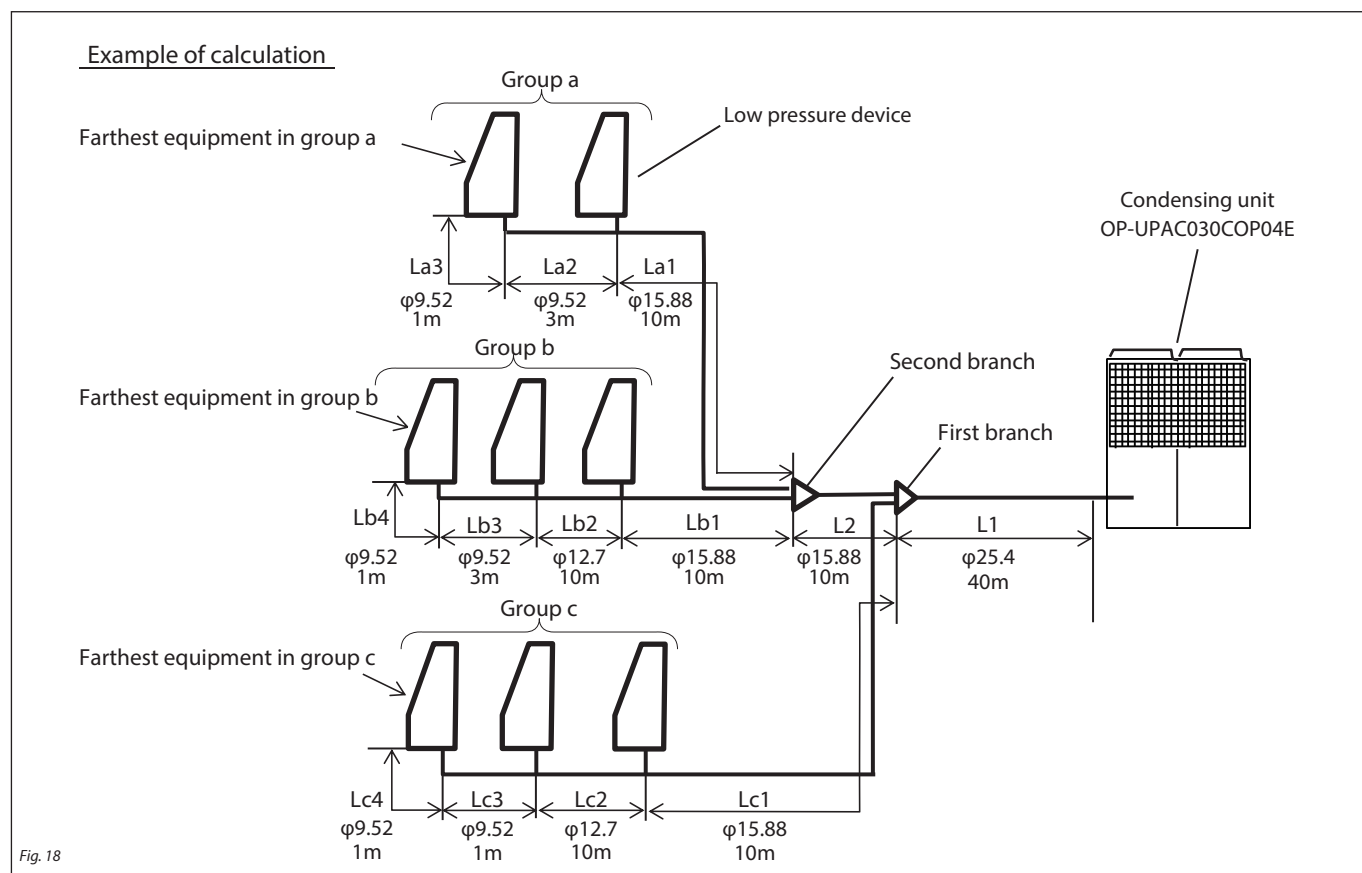 Example of calculation
Group a
Farthest equipment in group a
Low pressure device
Condensing unit
OP-UPAC030COP04E
La3
φ9.52
1m
La2
φ9.52
3m
La1
φ15.88
10m
Group b
Farthest equipment in group b
Second branch
First branch
Lb4
φ9.52
1m
Lb3
φ9.52
3m
Lb2
φ12.7
10m
Lb1
φ15.88
10m
L2
φ15.88
10m
L1
φ25.4
40m
Group c
Farthest equipment in group c
Lc4
φ9.52
1m
Lc3
φ9.52
1m
Lc2
φ12.7
10m
Lc1
φ15.88
10m
Fig. 18